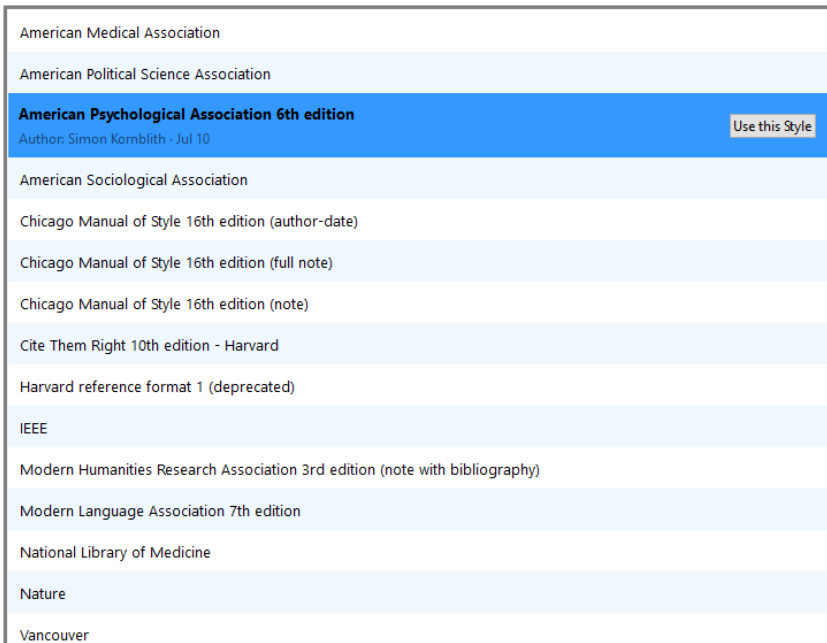 American Medical Association
American Political Science Association
American Psychological Association 6th edition
Author: Simon Kornblith · Jul 10
Use this Style
American Sociological Association
Chicago Manual of Style 16th edition (author-date)
Chicago Manual of Style 16th edition (full note)
Chicago Manual of Style 16th edition (note)
Cite Them Right 10th edition - Harvard
Harvard reference format 1 (deprecated)
IEEE
Modern Humanities Research Association 3rd edition (note with bibliography)
Modern Language Association 7th edition
National Library of Medicine
Nature
Vancouver